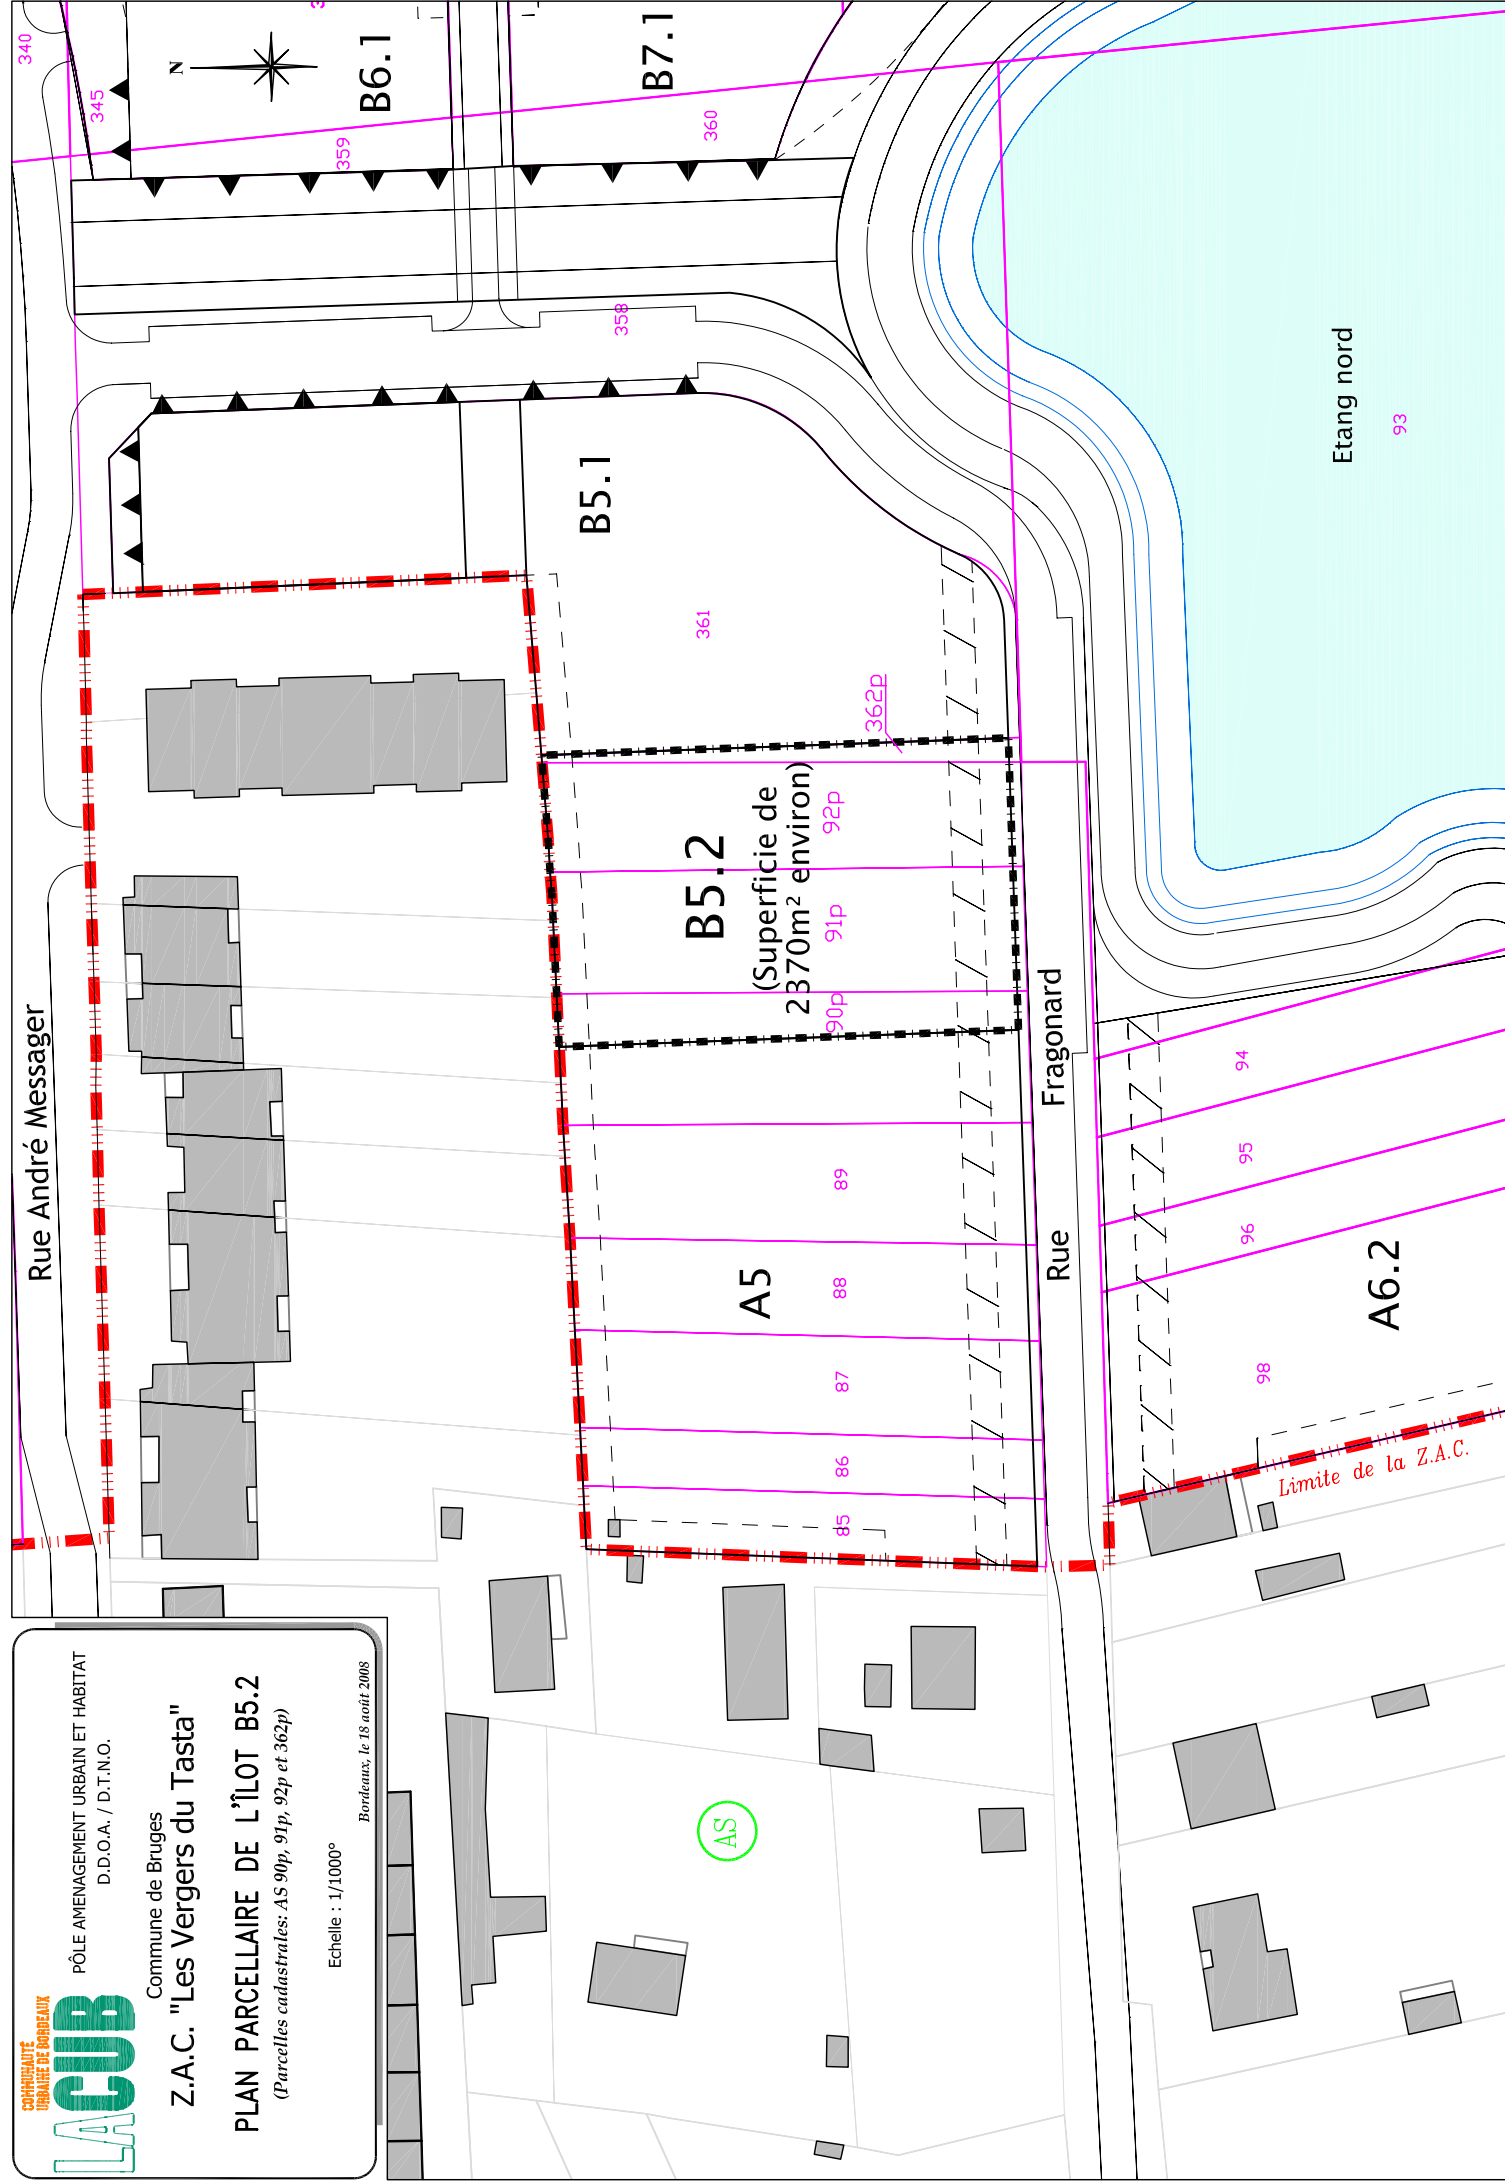 COMMUNAUTÉ
URBAINE DE BORDEAUX
LACUB
PÔLE AMENAGEMENT URBAIN ET HABITAT
D.D.O.A. / D.T.N.O.
Commune de Bruges
Z.A.C. "Les Vergers du Tasta"
PLAN PARCELLAIRE DE L'ÎLOT B5.2
(Parcelles cadastrales: AS 90p, 91p, 92p et 362p)
Echelle : 1/1000°
Bordeaux, le 18 août 2008
Rue André Messager
340
345
N
B6.1
359
B7.1
360
358
B5.1
361
362p
B5.2
(Superficie de
2370m² environ)
92p
91p
90p
A5
89
88
87
86
85
Rue Fragonard
Etang nord
93
94
95
96
98
A6.2
Limite de la Z.A.C.
AS